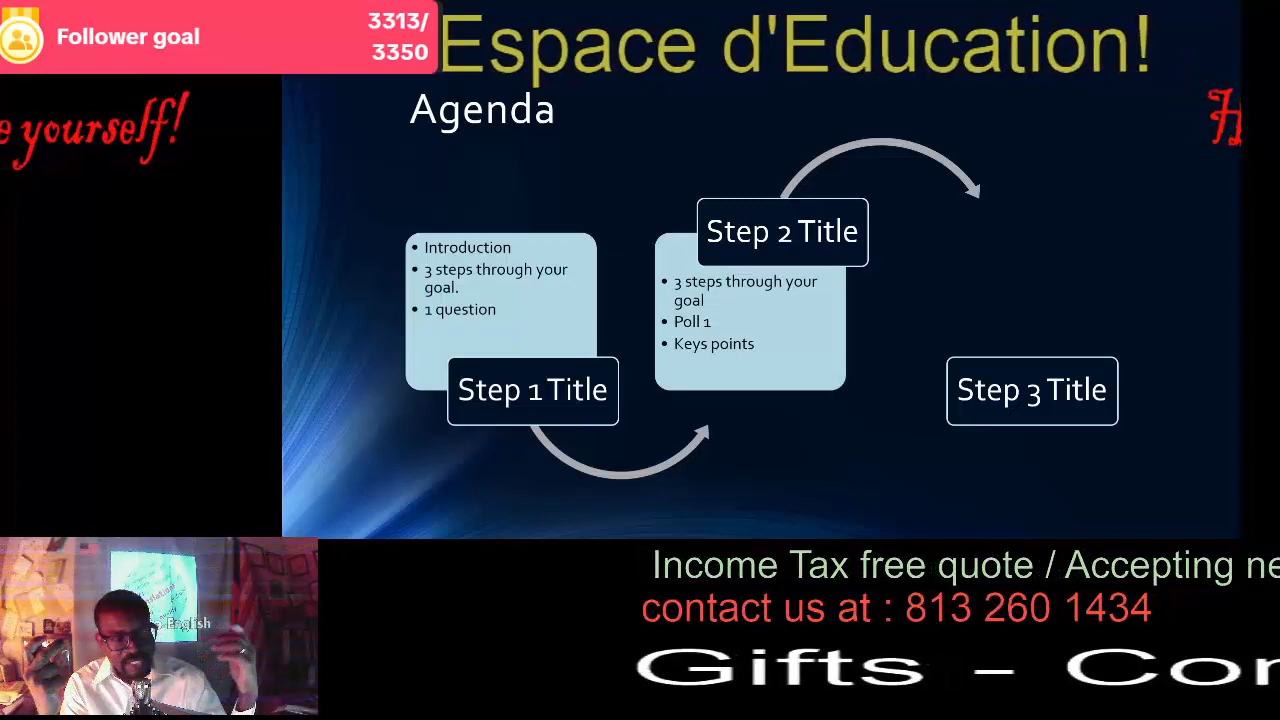 Follower goal
3313/
3350
Espace d'Education!
e yourself!
H
Agenda
Step 2 Title
• Introduction
• 3 steps through your
goal.
• 1 question
• 3 steps through your
goal
• Poll 1
• Keys points
Step 1 Title
Step 3 Title
Income Tax free quote / Accepting ne
contact us at : 813 260 1434
English
Gifts - Con